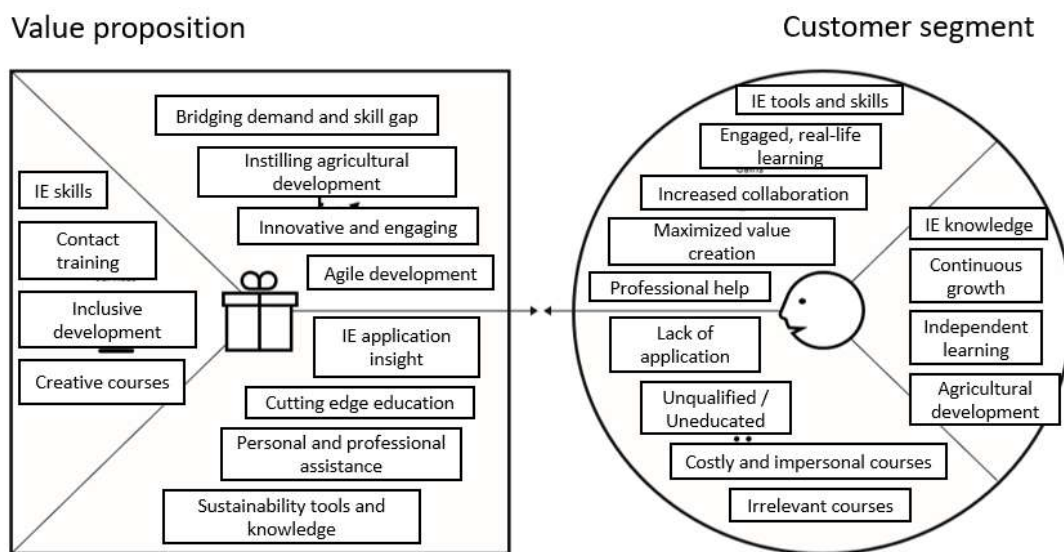 Value proposition
Customer segment
Bridging demand and skill gap
Instilling agricultural
development
Innovative and engaging
Agile development
IE skills
Contact
training
Inclusive
development
Creative courses
IE application
insight
Cutting edge education
Personal and professional
assistance
Sustainability tools and
knowledge
IE tools and skills
Engaged, real-life
learning
Increased collaboration
Maximized value
creation
Professional help
Lack of
application
Unqualified /
Uneducated
Costly and impersonal courses
Irrelevant courses
IE knowledge
Continuous
growth
Independent
learning
Agricultural
development